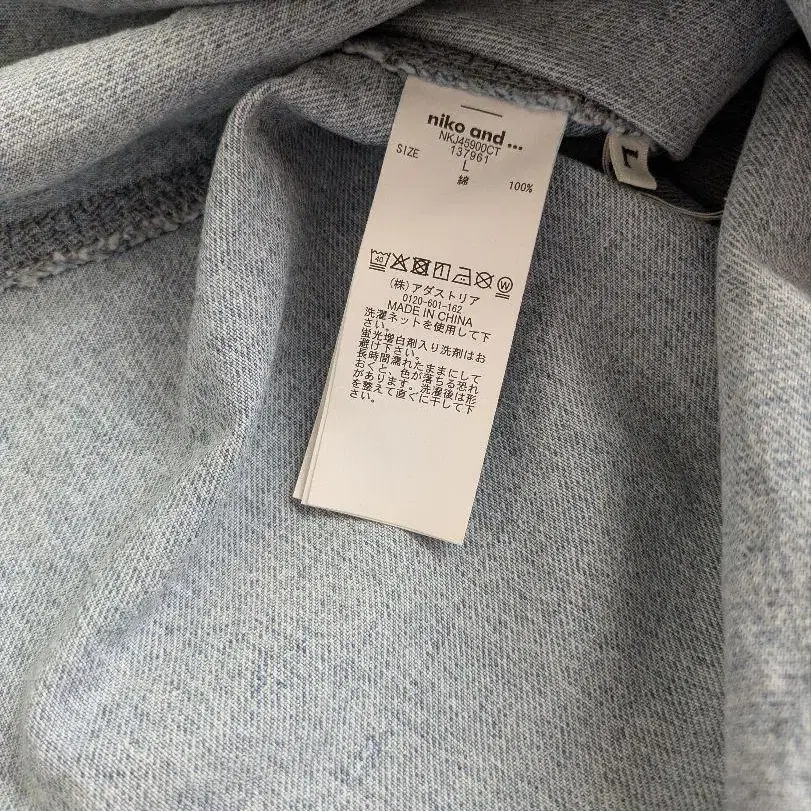 niko and ...
NKJ45900CT
137961
SIZE L
綿 100%
40
W
(株)アダストリア
0120-601-162
MADE IN CHINA
洗濯ネットを使用して下
さい。
蛍光増白剤入り洗剤はお
避け下さい。
長時間濡れたままにして
おくと、色が落ちる恐れ
があります。洗濯後は形
を整えて直ぐに干して下
さい。
L